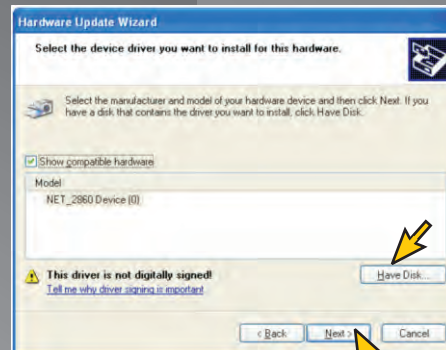 Hardware Update Wizard
Select the device driver you want to install for this hardware.
Select the manufacturer and model of your hardware device and then click Next. If you
have a disk that contains the driver you want to install, click Have Disk.
Show compatible hardware
Model
NET_2860 Device (0)
This driver is not digitally signed!
Have Disk...
Tell me why driver signing is important
< Back
Next >
Cancel